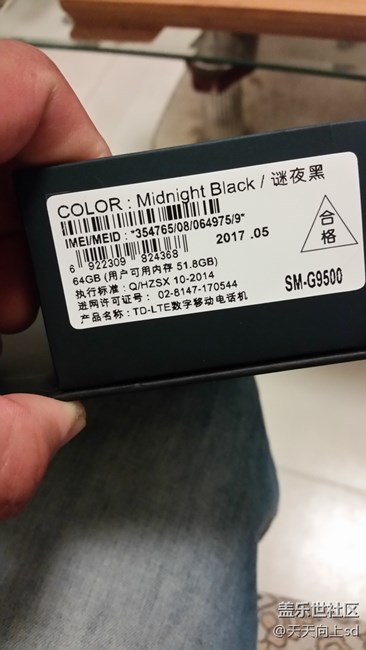 COLOR : Midnight Black / 谜夜黑
IMEI/MEID : *354765/08/064975/9*
2017 .05
6 922309 824368
64GB (用户可用内存 51.8GB)
执行标准 : Q/HZSX 10-2014
进网许可证号 : 02-8147-170544
产品名称 : TD-LTE数字移动电话机
合格
SM-G9500
盖乐世社区
@天天向上sd